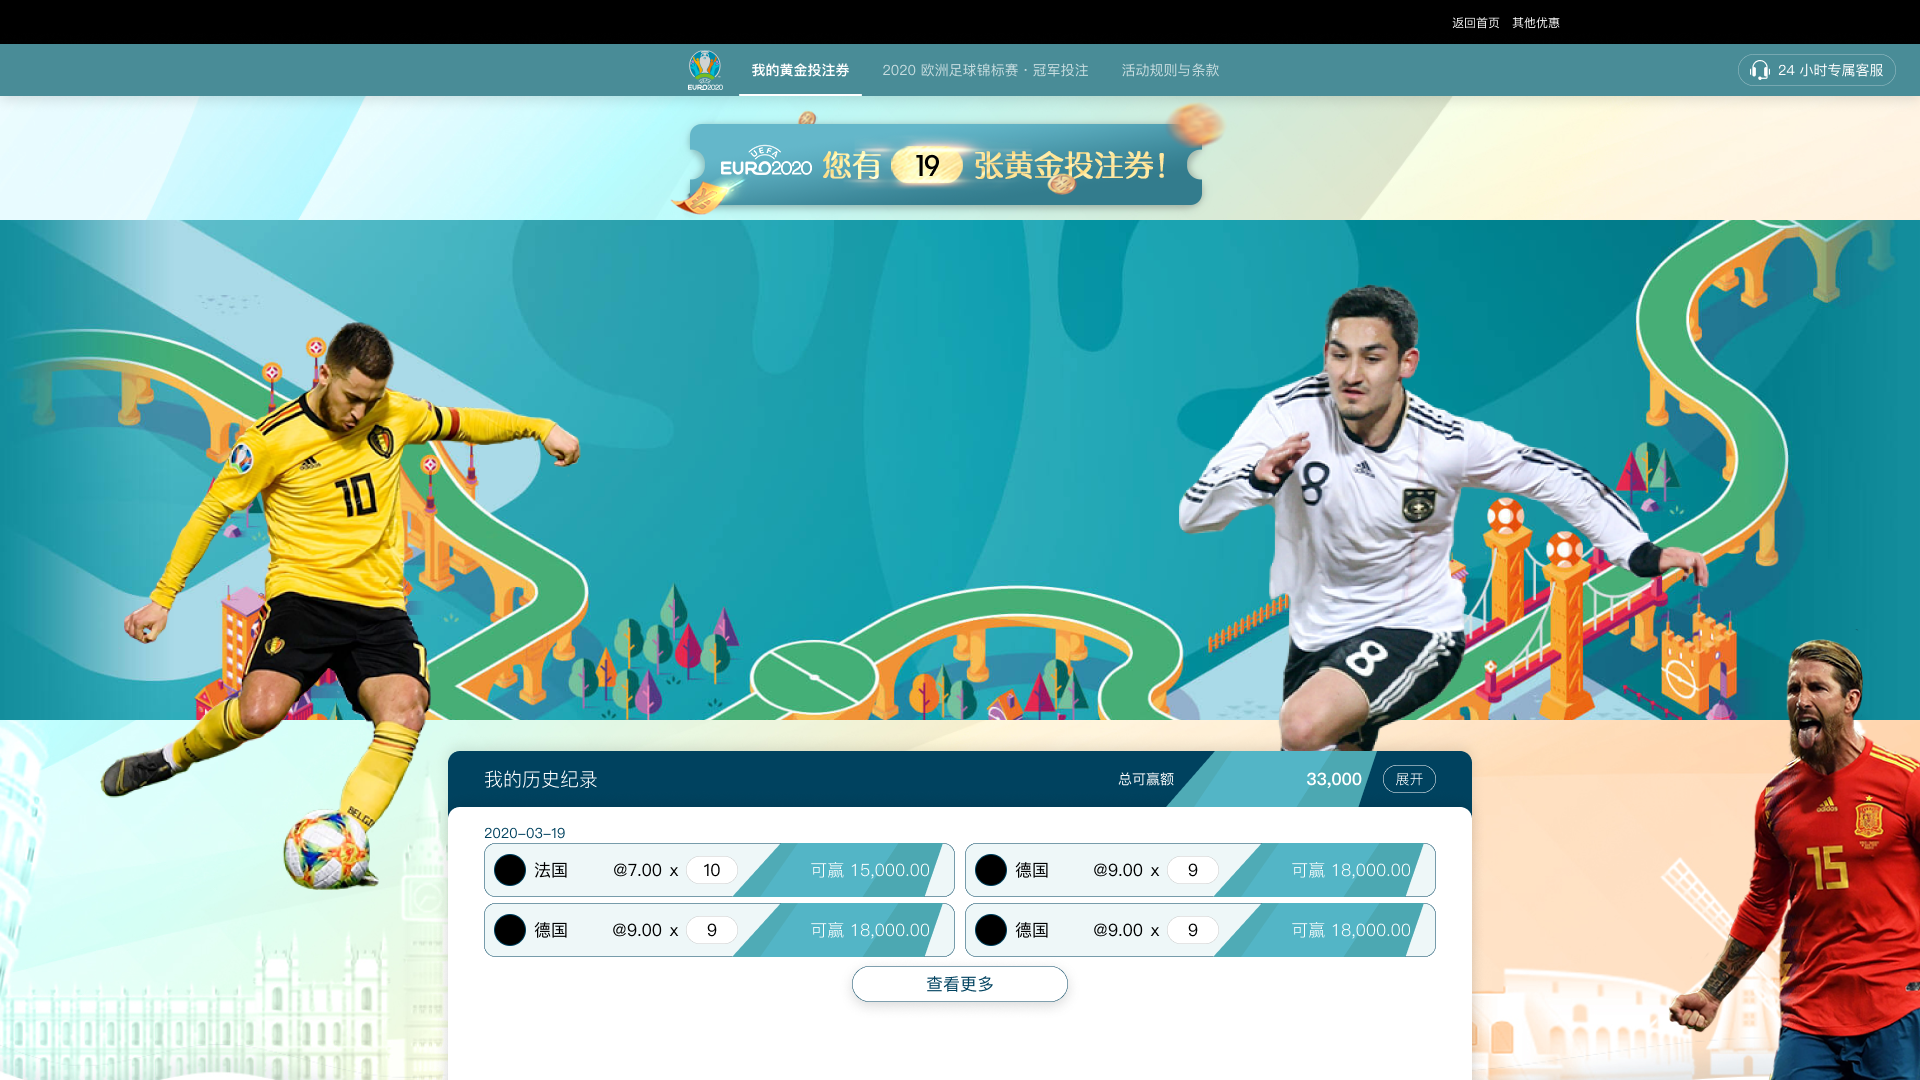 返回首页 其他优惠
EURO2020 我的黄金投注券 2020 欧洲足球锦标赛・冠军投注 活动规则与条款 24 小时专属客服
UEFA
EURO2020 您有 19 张黄金投注券!
adidas
10
8
8
1
BELGI
adidas
15
我的历史纪录 总可赢额 33,000 展开
2020-03-19
法国 @7.00 x 10 可赢 15,000.00 德国 @9.00 x 9 可赢 18,000.00
德国 @9.00 x 9 可赢 18,000.00 德国 @9.00 x 9 可赢 18,000.00
查看更多